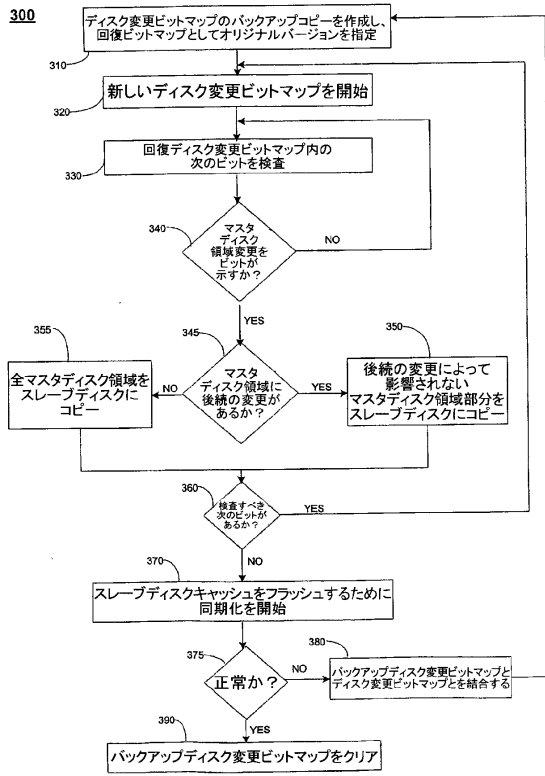 300
ディスク変更ビットマップのバックアップコピーを作成し、
回復ビットマップとしてオリジナルバージョンを指定
310
新しいディスク変更ビットマップを開始
320
回復ディスク変更ビットマップ内の
次のビットを検査
330
340
マスタ
ディスク
領域変更を
ビットが
示すか？
NO
YES
355
全マスタディスク領域を
スレーブディスクに
コピー
345
マスタ
ディスク領域に
後続の変更が
あるか？
NO
YES
350
後続の変更によって
影響されない
マスタディスク領域部分を
スレーブディスクにコピー
360
検査すべき
次のビットが
あるか？
YES
NO
370
スレーブディスクキャッシュをフラッシュするために
同期化を開始
375
正常か？
NO
380
バックアップディスク変更ビットマップと
ディスク変更ビットマップとを結合する
YES
390
バックアップディスク変更ビットマップをクリア